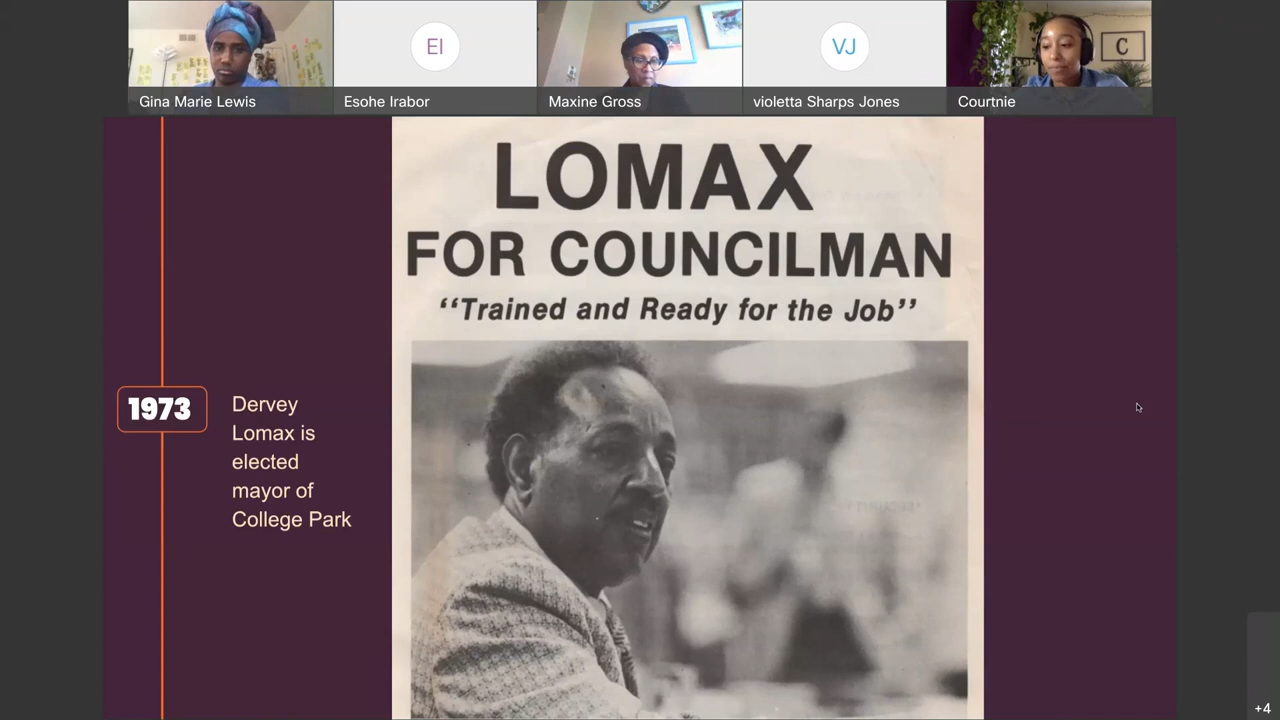 EI
VJ
C
Gina Marie Lewis
Esohe Irabor
Maxine Gross
violetta Sharps Jones
Courtnie
LOMAX
FOR COUNCILMAN
‘‘Trained and Ready for the Job’’
1973
Dervey
Lomax is
elected
mayor of
College Park
+4